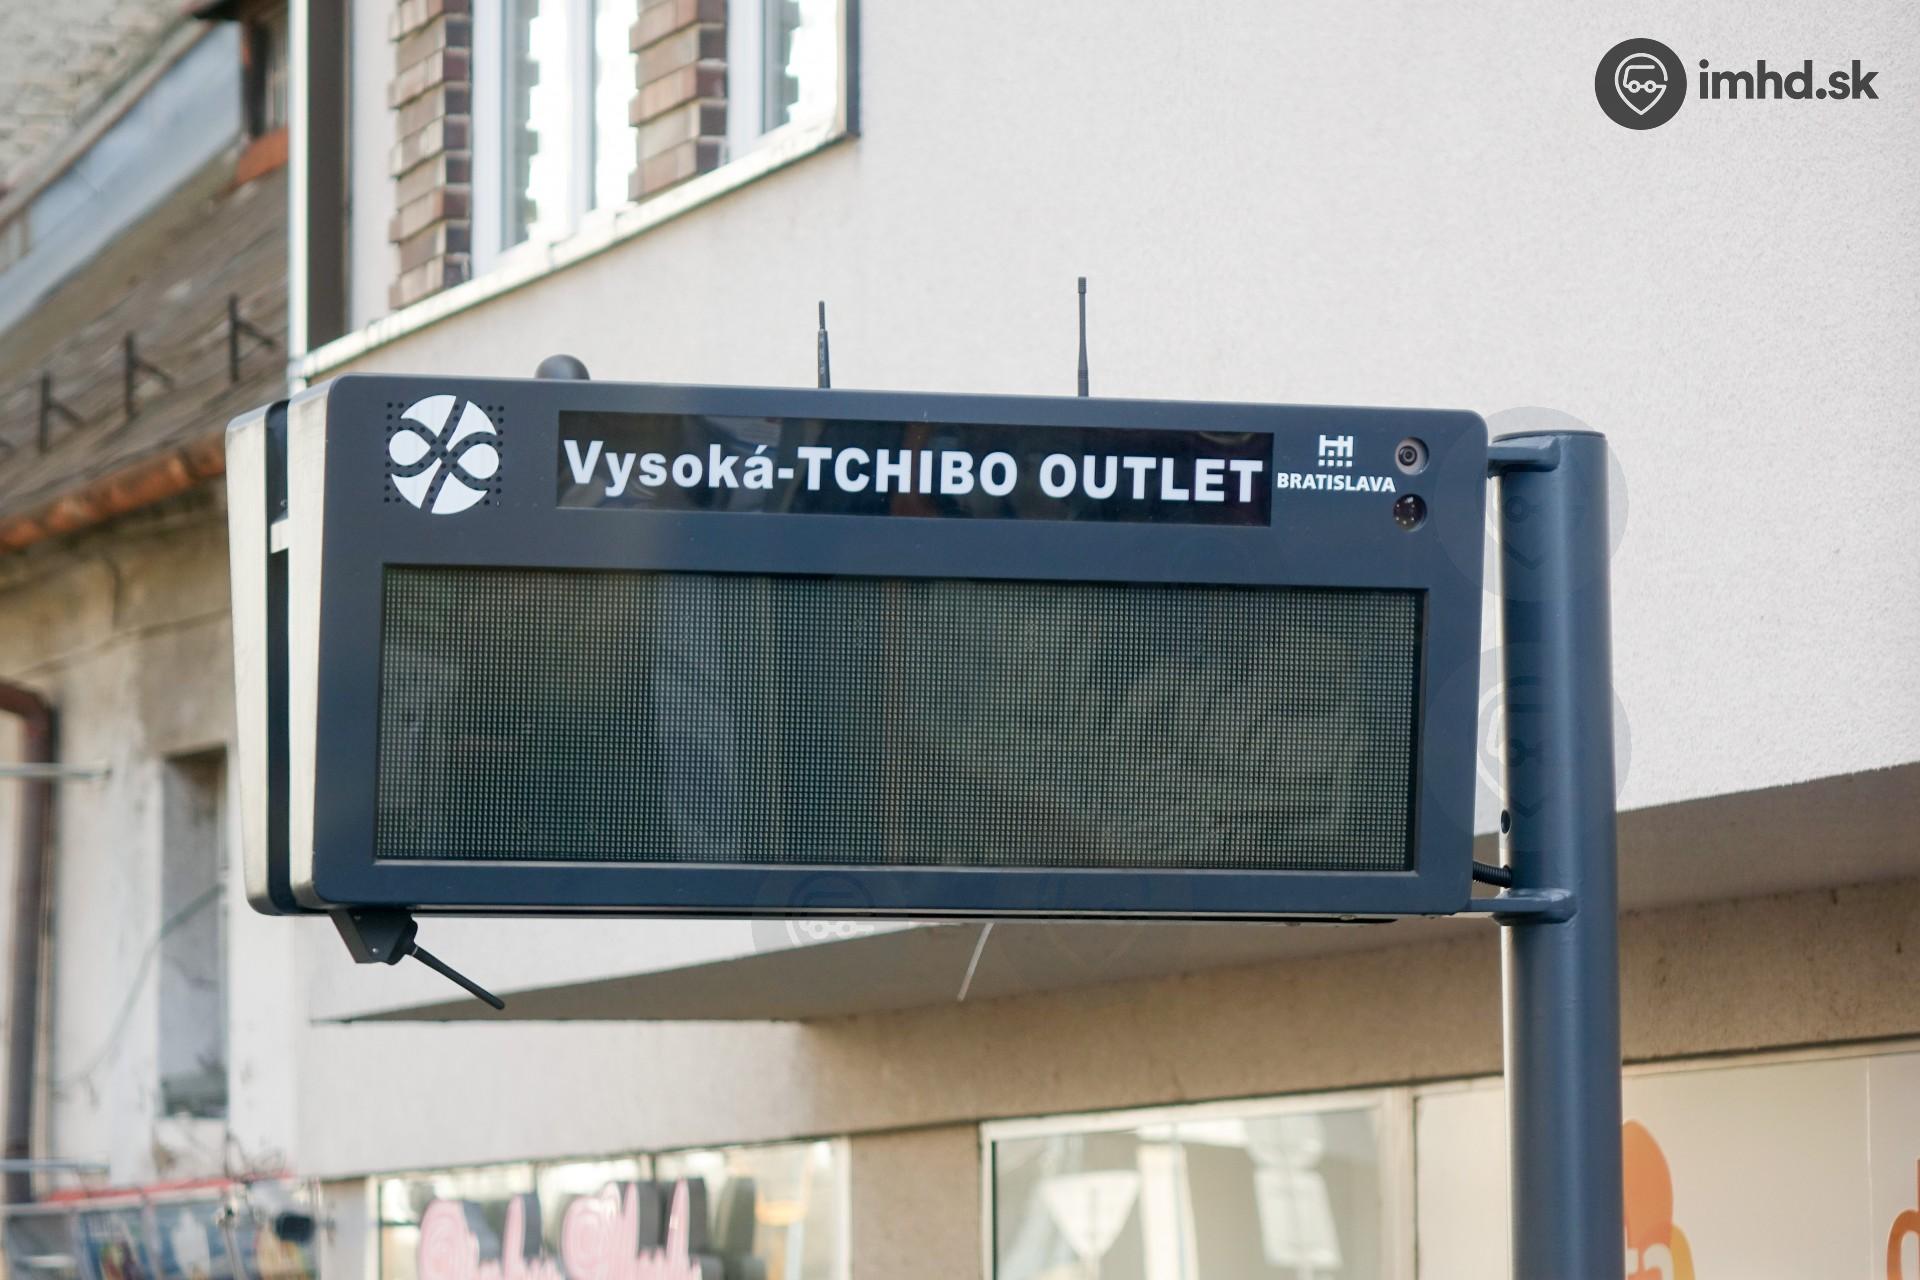 imhd.sk
Vysoká-TCHIBO OUTLET
BRATISLAVA